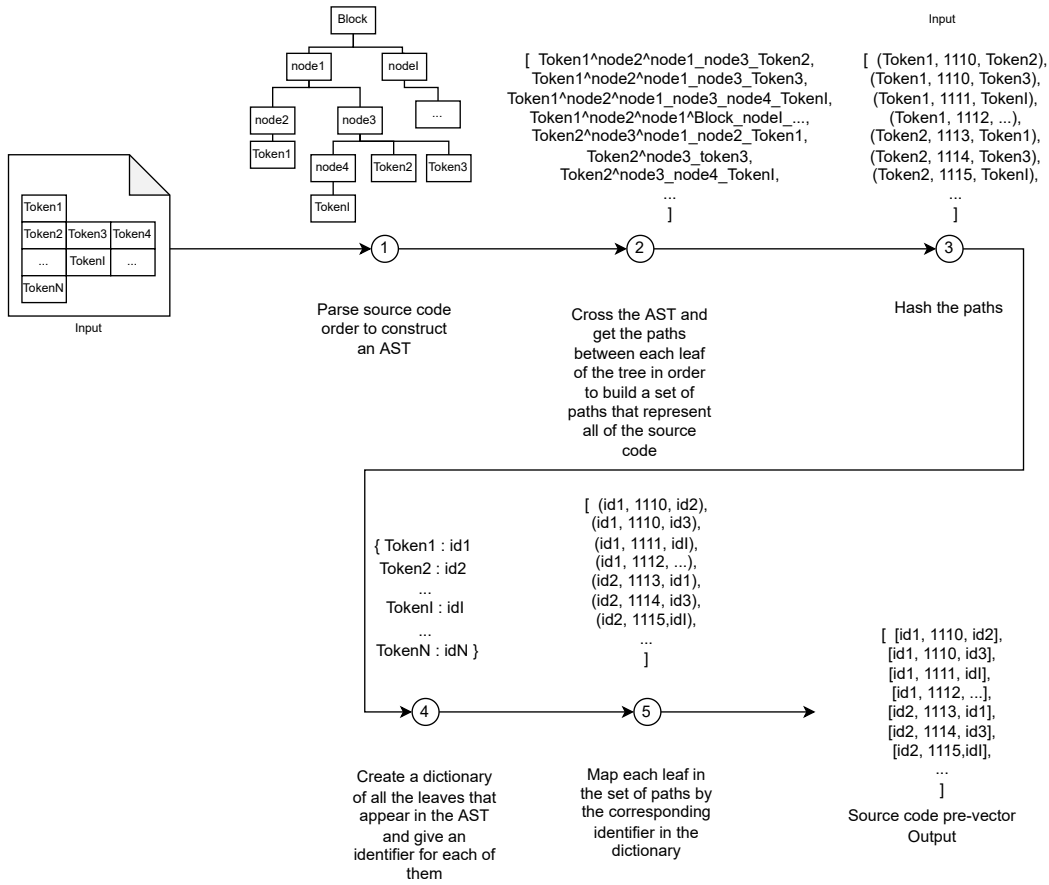 Block
node1
nodeI
node2
node3
...
Token1
node4
Token2
Token3
TokenI
Token1
Token2 Token3 Token4
... TokenI ...
TokenN
Input
[ Token1^node2^node1_node3_Token2,
Token1^node2^node1_node3_Token3,
Token1^node2^node1_node3_node4_TokenI,
Token1^node2^node1^Block_nodeI_...,
Token2^node3^node1_node2_Token1,
Token2^node3_token3,
Token2^node3_node4_TokenI,
...
]
Input
[ (Token1, 1110, Token2),
(Token1, 1110, Token3),
(Token1, 1111, TokenI),
(Token1, 1112, ...),
(Token2, 1113, Token1),
(Token2, 1114, Token3),
(Token2, 1115, TokenI),
...
]
1
2
3
Parse source code
order to construct
an AST
Cross the AST and
get the paths
between each leaf
of the tree in order
to build a set of
paths that represent
all of the source
code
Hash the paths
{ Token1 : id1
Token2 : id2
...
TokenI : idI
...
TokenN : idN }
[ (id1, 1110, id2),
(id1, 1110, id3),
(id1, 1111, idI),
(id1, 1112, ...),
(id2, 1113, id1),
(id2, 1114, id3),
(id2, 1115,idI),
...
]
4
5
Create a dictionary
of all the leaves that
appear in the AST
and give an
identifier for each of
them
Map each leaf in
the set of paths by
the corresponding
identifier in the
dictionary
[ [id1, 1110, id2],
[id1, 1110, id3],
[id1, 1111, idI],
[id1, 1112, ...],
[id2, 1113, id1],
[id2, 1114, id3],
[id2, 1115,idI],
...
]
Source code pre-vector
Output